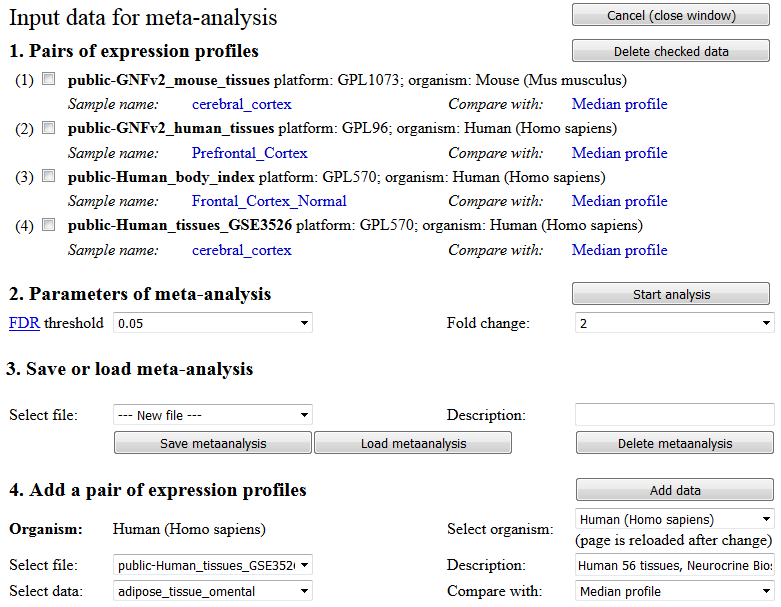 Input data for meta-analysis
Cancel (close window)
1. Pairs of expression profiles
Delete checked data
(1) public-GNFv2_mouse_tissues platform: GPL1073; organism: Mouse (Mus musculus)
Sample name: cerebral_cortex Compare with: Median profile
(2) public-GNFv2_human_tissues platform: GPL96; organism: Human (Homo sapiens)
Sample name: Prefrontal_Cortex Compare with: Median profile
(3) public-Human_body_index platform: GPL570; organism: Human (Homo sapiens)
Sample name: Frontal_Cortex_Normal Compare with: Median profile
(4) public-Human_tissues_GSE3526 platform: GPL570; organism: Human (Homo sapiens)
Sample name: cerebral_cortex Compare with: Median profile
2. Parameters of meta-analysis
Start analysis
FDR threshold 0.05 Fold change: 2
3. Save or load meta-analysis
Select file: --- New file --- Description:
Save metaanalysis Load metaanalysis Delete metaanalysis
4. Add a pair of expression profiles
Add data
Organism: Human (Homo sapiens) Select organism: Human (Homo sapiens)
(page is reloaded after change)
Select file: public-Human_tissues_GSE352 Description: Human 56 tissues, Neurocrine Bios
Select data: adipose_tissue_omental Compare with: Median profile